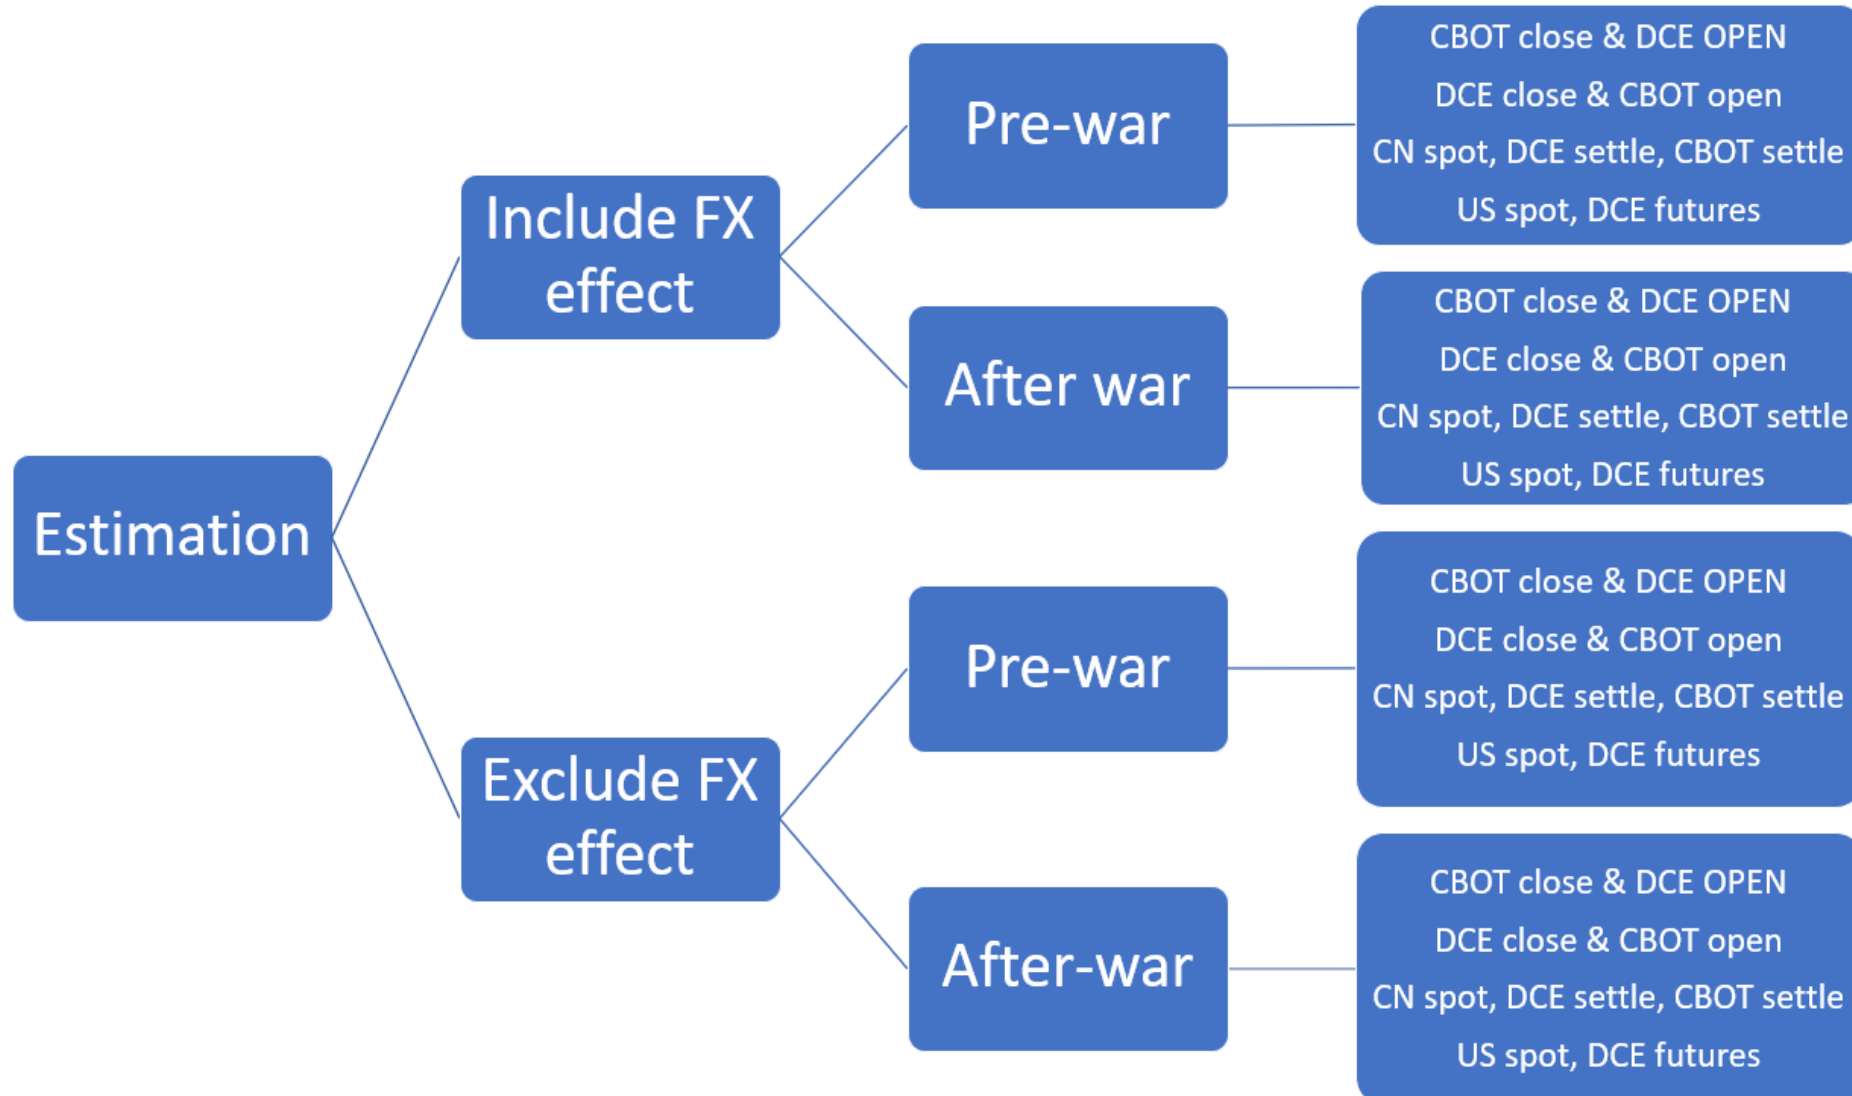 Estimation
Include FX
effect
Pre-war
CBOT close & DCE OPEN
DCE close & CBOT open
CN spot, DCE settle, CBOT settle
US spot, DCE futures
After war
CBOT close & DCE OPEN
DCE close & CBOT open
CN spot, DCE settle, CBOT settle
US spot, DCE futures
Exclude FX
effect
Pre-war
CBOT close & DCE OPEN
DCE close & CBOT open
CN spot, DCE settle, CBOT settle
US spot, DCE futures
After-war
CBOT close & DCE OPEN
DCE close & CBOT open
CN spot, DCE settle, CBOT settle
US spot, DCE futures